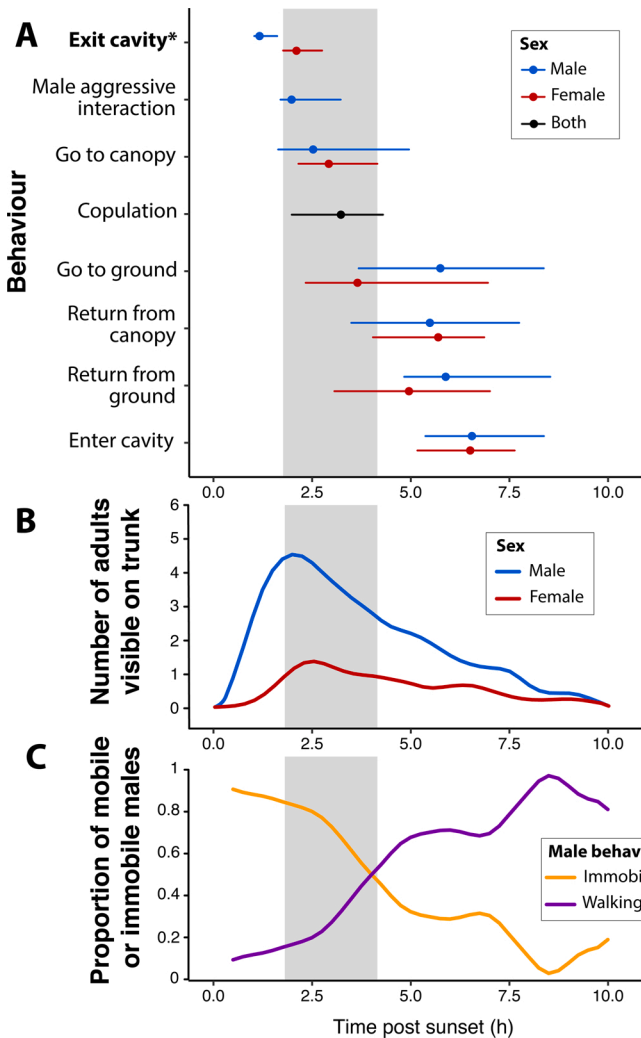 A
Exit cavity*
Male aggressive
interaction
Go to canopy
Copulation
Go to ground
Return from
canopy
Return from
ground
Enter cavity
Behaviour
Sex
Male
Female
Both
0.0
2.5
5.0
7.5
10.0
B
Number of adults
visible on trunk
6
5
4
3
2
1
0
Sex
Male
Female
0.0
2.5
5.0
7.5
10.0
C
Proportion of mobile
or immobile males
1
0.8
0.6
0.4
0.2
0
Male behav
Immobi
Walking
0.0
2.5
5.0
7.5
10.0
Time post sunset (h)